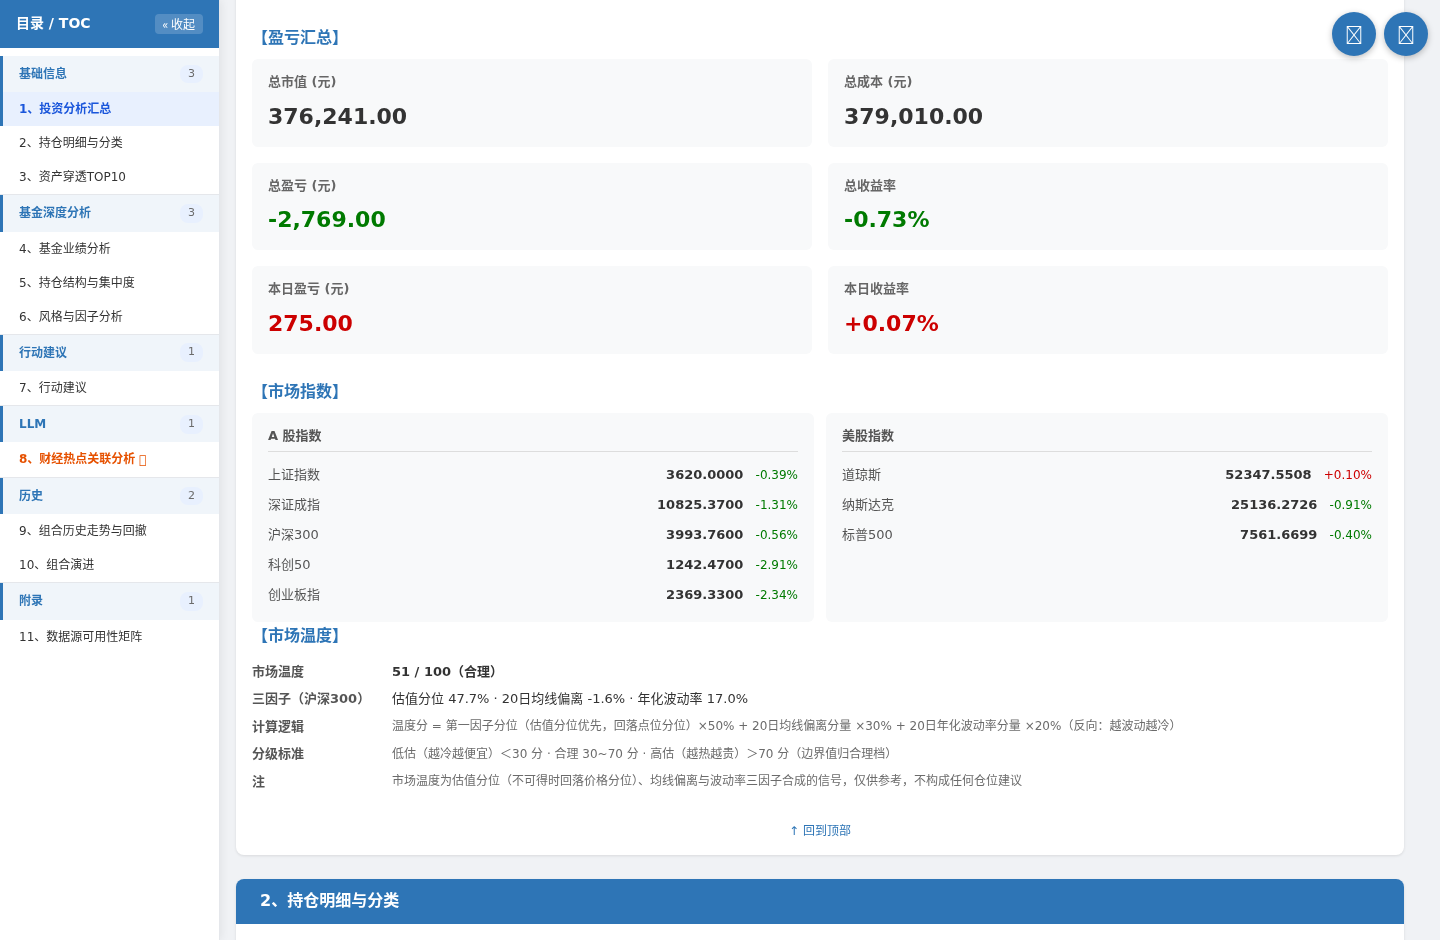 目录 / TOC
« 收起
基础信息 3
1、投资分析汇总
2、持仓明细与分类
3、资产穿透TOP10
基金深度分析 3
4、基金业绩分析
5、持仓结构与集中度
6、风格与因子分析
行动建议 1
7、行动建议
LLM 1
8、财经热点关联分析
历史 2
9、组合历史走势与回撤
10、组合演进
附录 1
11、数据源可用性矩阵
【盈亏汇总】
总市值 (元)
376,241.00
总成本 (元)
379,010.00
总盈亏 (元)
-2,769.00
总收益率
-0.73%
本日盈亏 (元)
275.00
本日收益率
+0.07%
【市场指数】
A 股指数
上证指数 3620.0000 -0.39%
深证成指 10825.3700 -1.31%
沪深300 3993.7600 -0.56%
科创50 1242.4700 -2.91%
创业板指 2369.3300 -2.34%
美股指数
道琼斯 52347.5508 +0.10%
纳斯达克 25136.2726 -0.91%
标普500 7561.6699 -0.40%
【市场温度】
市场温度 51 / 100（合理）
三因子（沪深300） 估值分位 47.7% · 20日均线偏离 -1.6% · 年化波动率 17.0%
计算逻辑 温度分 = 第一因子分位（估值分位优先，回落点位分位）×50% + 20日均线偏离分量 ×30% + 20日年化波动率分量 ×20%（反向：越波动越冷）
分级标准 低估（越冷越便宜）＜30 分 · 合理 30~70 分 · 高估（越热越贵）＞70 分（边界值归合理档）
注 市场温度为估值分位（不可得时回落价格分位）、均线偏离与波动率三因子合成的信号，仅供参考，不构成任何仓位建议
↑ 回到顶部
2、持仓明细与分类